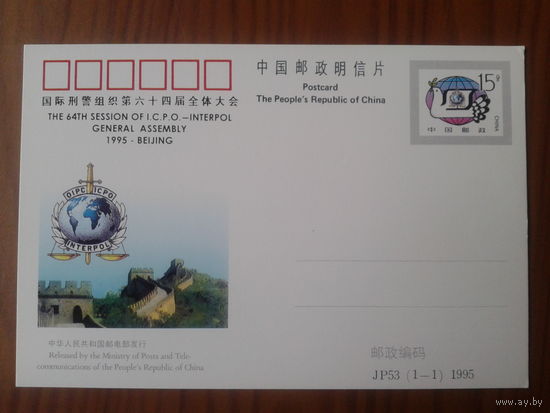 国际刑警组织第六十四届全体大会
THE 64TH SESSION OF I.C.P.O.—INTERPOL
GENERAL ASSEMBLY
1995 - BEIJING
中国邮政明信片
Postcard
The People's Republic of China
15分
CHINA
中国邮政
OIPC ICPO
INTERPOL
中华人民共和国邮电部发行
Released by the Ministry of Posts and Tele-
communications of the People's Republic of China
邮政编码
JP53 (1—1) 1995
www.ay.by